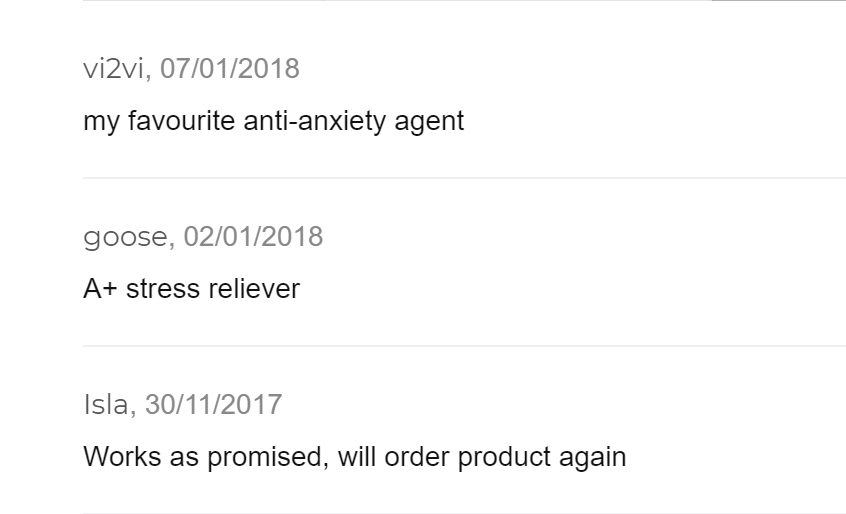 vi2vi, 07/01/2018
my favourite anti-anxiety agent
goose, 02/01/2018
A+ stress reliever
Isla, 30/11/2017
Works as promised, will order product again